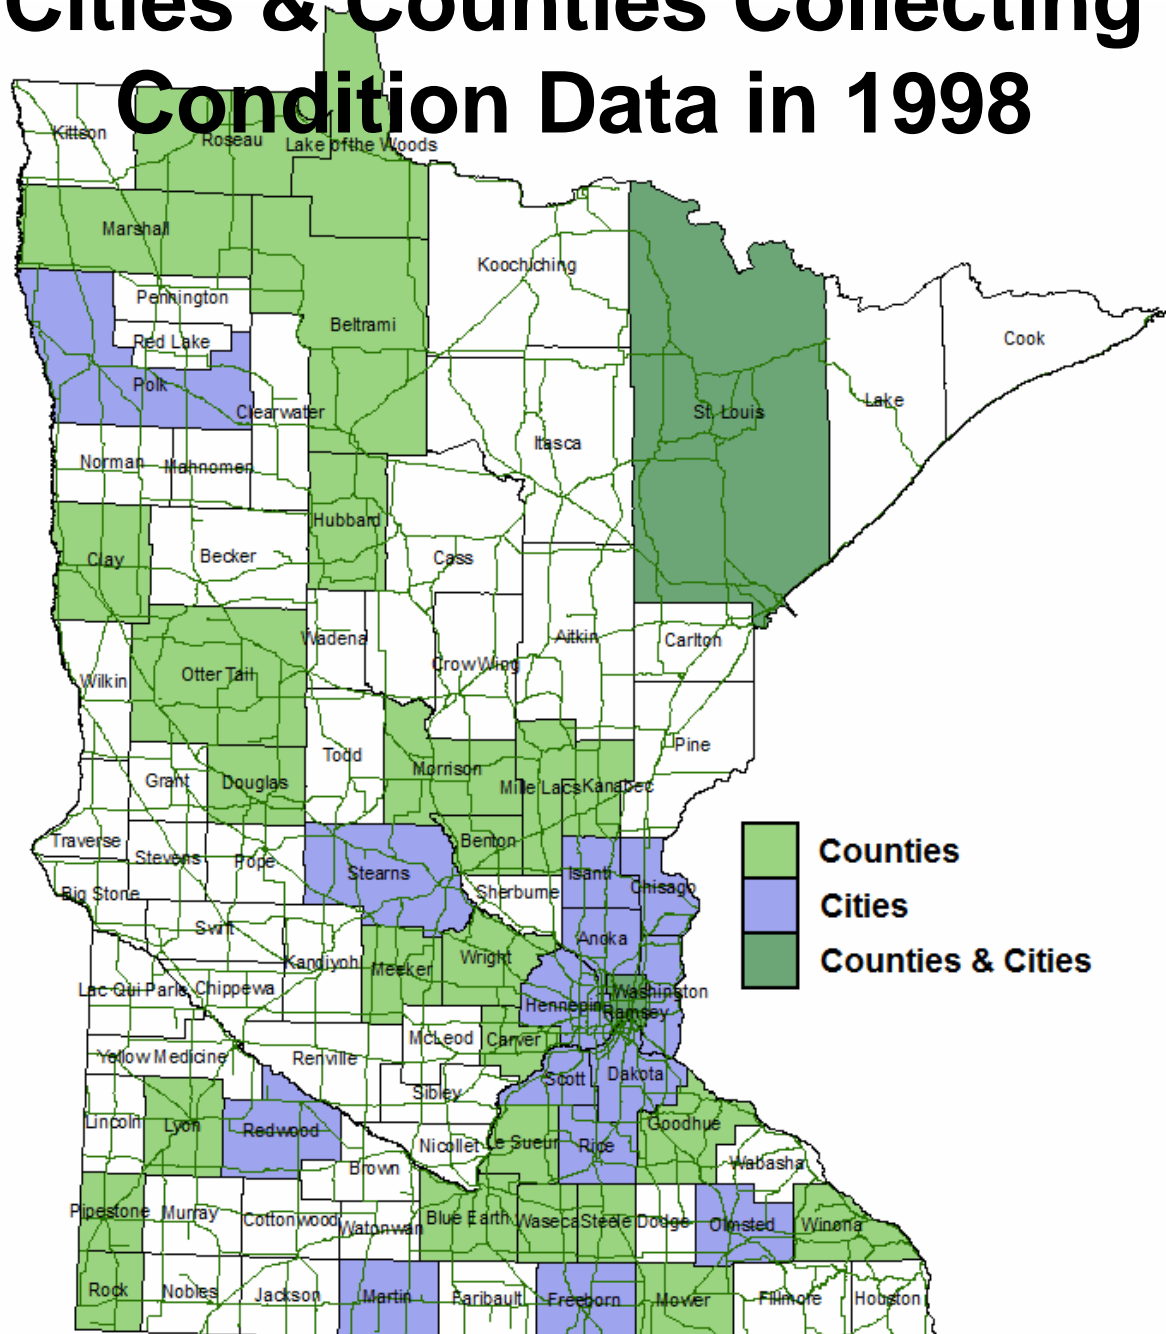 Cities & Counties Collecting
Condition Data in 1998
Kittson
Roseau
Lake of the Woods
Marshall
Koochiching
Pennington
Beltrami
Red Lake
Cook
Polk
Lake
Clearwater
St. Louis
Itasca
Norman
Mahnomen
Hubbard
Clay
Becker
Cass
Wadena
Aitkin
Carlton
Crow Wing
Otter Tail
Wilkin
Pine
Todd
Morrison
Grant
Douglas
Mille Lacs
Kanabec
Traverse
Benton
Stevens
Pope
Stearns
Isanti
Chisago
Big Stone
Sherburne
Swift
Anoka
Wright
Kandiyohi
Meeker
Lac Qui Parle
Chippewa
Washington
Hennepin
Ramsey
McLeod
Carver
Yellow Medicine
Renville
Scott
Dakota
Sibley
Lincoln
Lyon
Redwood
Goodhue
Nicollet
Le Sueur
Rice
Brown
Wabasha
Pipestone
Murray
Cottonwood
Watonwan
Blue Earth
Waseca
Steele
Dodge
Olmsted
Winona
Rock
Nobles
Jackson
Martin
Faribault
Freeborn
Mower
Fillmore
Houston
Counties
Cities
Counties & Cities